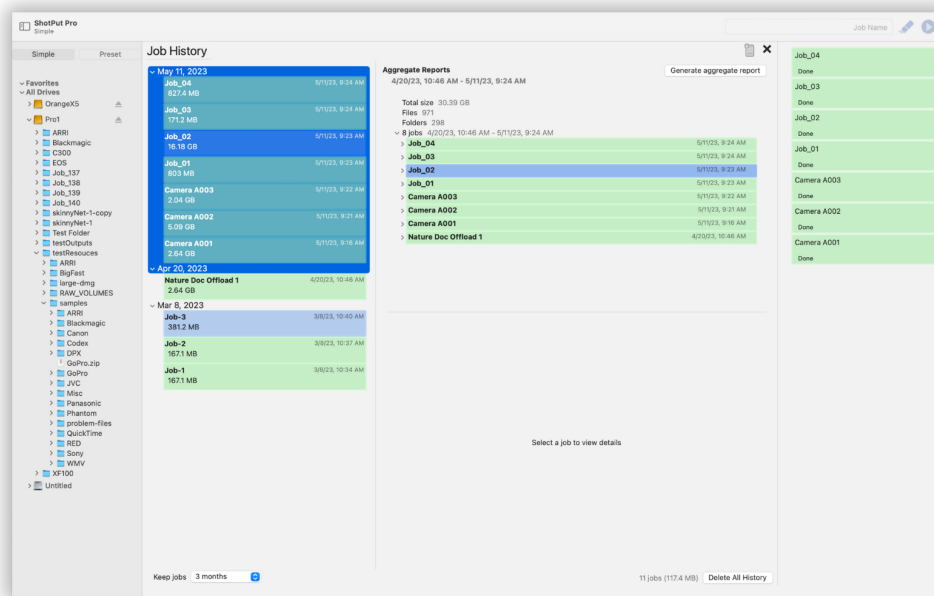 ShotPut Pro
Simple
Job Name
Simple
Preset
Favorites
All Drives
OrangeX5
Pro1
ARRI
Blackmagic
C300
EOS
Job_137
Job_138
Job_139
Job_140
skinnyNet-1-copy
skinnyNet-1
Test Folder
testOutputs
testResouces
ARRI
BigFast
large-dmg
RAW_VOLUMES
samples
ARRI
Blackmagic
Canon
Codex
DPX
GoPro.zip
GoPro
JVC
Misc
Panasonic
Phantom
problem-files
QuickTime
RED
Sony
WMV
XF100
Untitled
Job History
May 11, 2023
Job_04 5/11/23, 9:24 AM
827.4 MB
Job_03 5/11/23, 9:24 AM
171.2 MB
Job_02 5/11/23, 9:23 AM
16.18 GB
Job_01 5/11/23, 9:23 AM
803 MB
Camera A003 5/11/23, 9:22 AM
2.04 GB
Camera A002 5/11/23, 9:21 AM
5.09 GB
Camera A001 5/11/23, 9:16 AM
2.64 GB
Apr 20, 2023
Nature Doc Offload 1 4/20/23, 10:46 AM
2.64 GB
Mar 8, 2023
Job-3 3/8/23, 10:40 AM
381.2 MB
Job-2 3/8/23, 10:37 AM
167.1 MB
Job-1 3/8/23, 10:34 AM
167.1 MB
Keep jobs 3 months
Aggregate Reports
Generate aggregate report
4/20/23, 10:46 AM - 5/11/23, 9:24 AM
Total size 30.39 GB
Files 971
Folders 298
8 jobs 4/20/23, 10:46 AM - 5/11/23, 9:24 AM
Job_04 5/11/23, 9:24 AM
Job_03 5/11/23, 9:24 AM
Job_02 5/11/23, 9:23 AM
Job_01 5/11/23, 9:23 AM
Camera A003 5/11/23, 9:22 AM
Camera A002 5/11/23, 9:21 AM
Camera A001 5/11/23, 9:16 AM
Nature Doc Offload 1 4/20/23, 10:46 AM
Select a job to view details
11 jobs (117.4 MB) Delete All History
Job_04
Done
Job_03
Done
Job_02
Done
Job_01
Done
Camera A003
Done
Camera A002
Done
Camera A001
Done